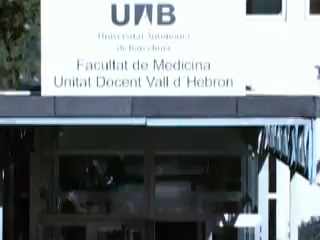 UAB
Universitat Autònoma
de Barcelona
Facultat de Medicina
Unitat Docent Vall d'Hebron